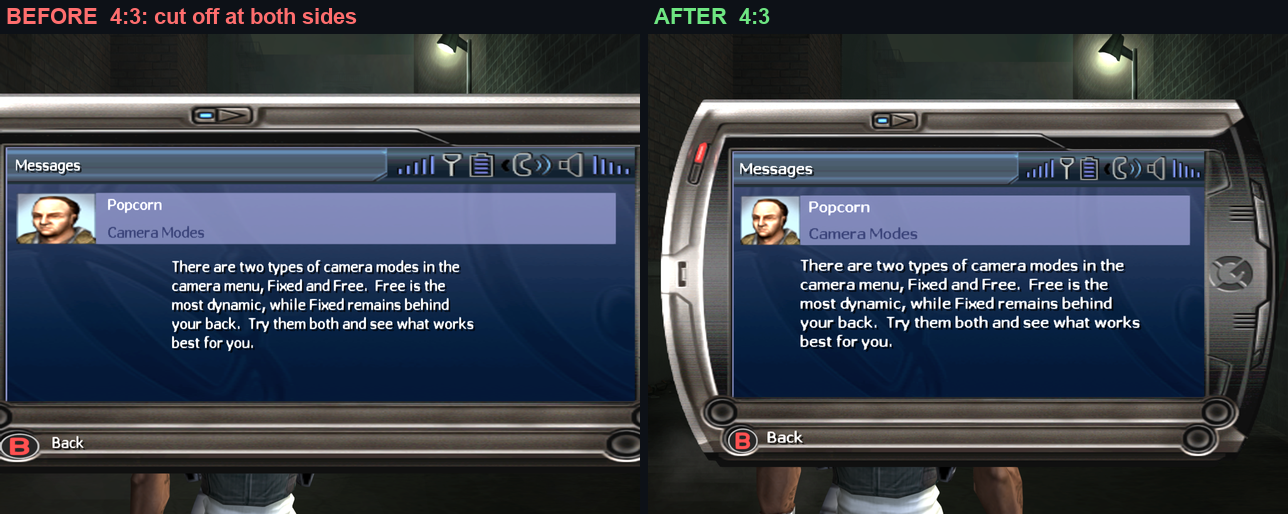 BEFORE 4:3: cut off at both sides
Messages
Popcorn
Camera Modes
There are two types of camera modes in the
camera menu, Fixed and Free. Free is the
most dynamic, while Fixed remains behind
your back. Try them both and see what works
best for you.
B Back
AFTER 4:3
Messages
Popcorn
Camera Modes
There are two types of camera modes in the
camera menu, Fixed and Free. Free is the
most dynamic, while Fixed remains behind
your back. Try them both and see what works
best for you.
B Back